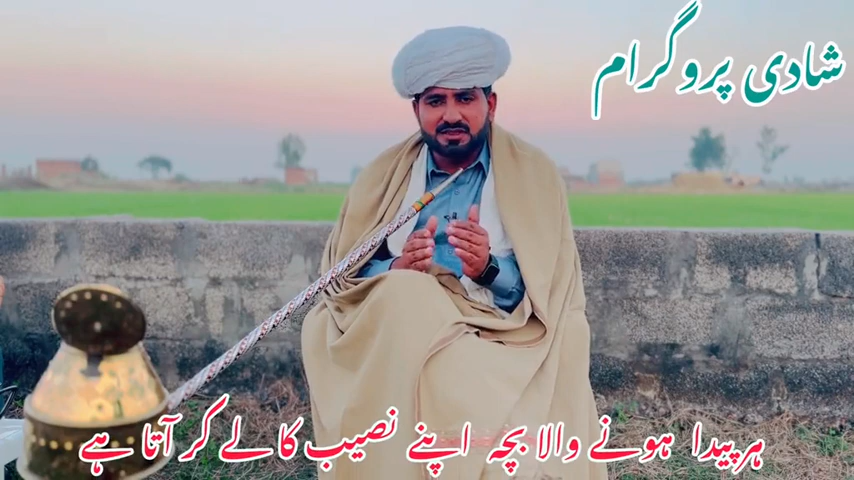 شادی پروگرام
ہر پیدا ہونے والا بچہ اپنے نصیب کا لے کر آتا ہے